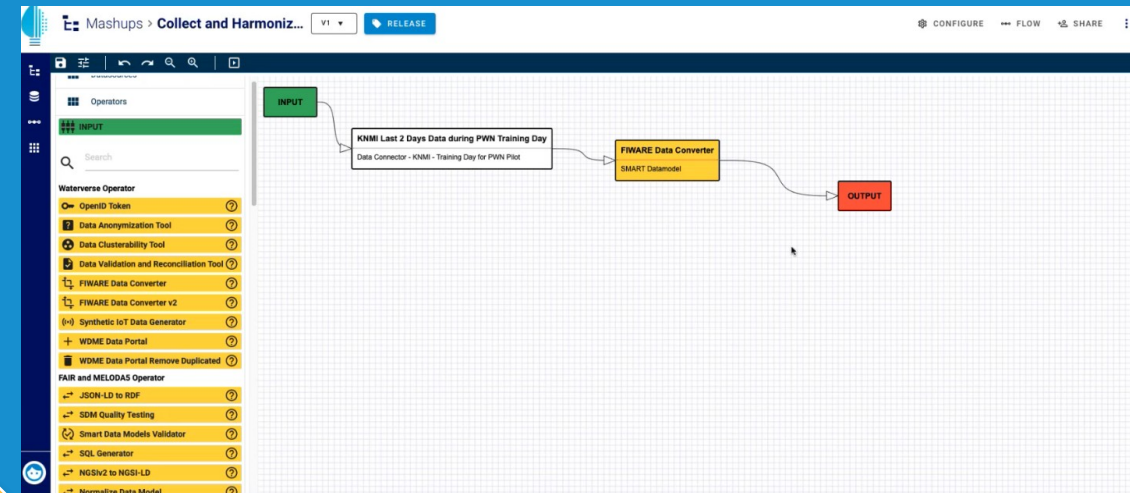 Mashups > Collect and Harmoniz...
V1
RELEASE
CONFIGURE
FLOW
SHARE
Datasources
Operators
INPUT
Search
Waterverse Operator
OpenID Token
Data Anonymization Tool
Data Clusterability Tool
Data Validation and Reconciliation Tool
FIWARE Data Converter
FIWARE Data Converter v2
Synthetic IoT Data Generator
WDME Data Portal
WDME Data Portal Remove Duplicated
FAIR and MELODA5 Operator
JSON-LD to RDF
SDM Quality Testing
Smart Data Models Validator
SQL Generator
NGSIv2 to NGSI-LD
Normalize Data Model
INPUT
KNMI Last 2 Days Data during PWN Training Day
Data Connector - KNMI - Training Day for PWN Pilot
FIWARE Data Converter
SMART Datamodel
OUTPUT